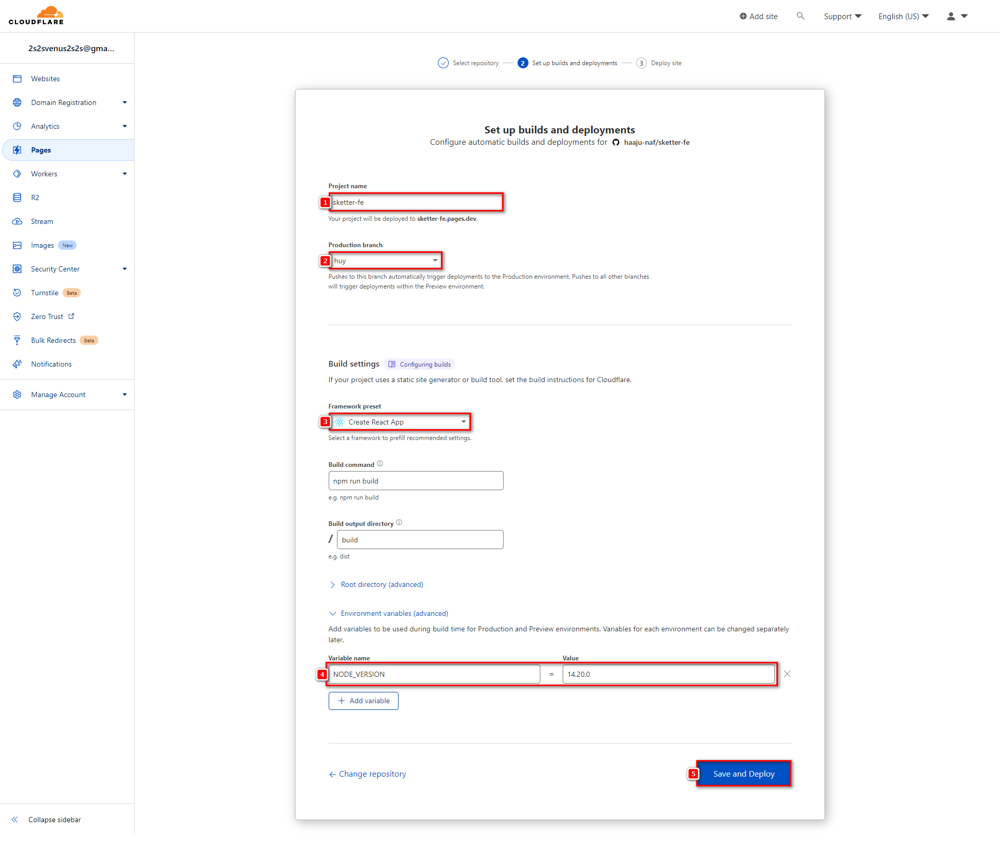 CLOUDFLARE
Add site
Support
English (US)
2s2svenus2s2s@gma...
Websites
Domain Registration
Analytics
Pages
Workers
R2
Stream
Images New
Security Center
Turnstile Beta
Zero Trust
Bulk Redirects Beta
Notifications
Manage Account
Collapse sidebar
Select repository
2 Set up builds and deployments
3 Deploy site
Set up builds and deployments
Configure automatic builds and deployments for haaju-naf/sketter-fe
Project name
1 sketter-fe
Your project will be deployed to sketter-fe.pages.dev.
Production branch
2 huy
Pushes to this branch automatically trigger deployments to the Production environment. Pushes to all other branches
will trigger deployments within the Preview environment.
Build settings Configuring builds
If your project uses a static site generator or build tool, set the build instructions for Cloudflare.
Framework preset
3 Create React App
Select a framework to prefill recommended settings.
Build command
npm run build
e.g. npm run build
Build output directory
/ build
e.g. dist
Root directory (advanced)
Environment variables (advanced)
Add variables to be used during build time for Production and Preview environments. Variables for each environment can be changed separately
later.
Variable name Value
4 NODE_VERSION = 14.20.0
+ Add variable
← Change repository
5 Save and Deploy